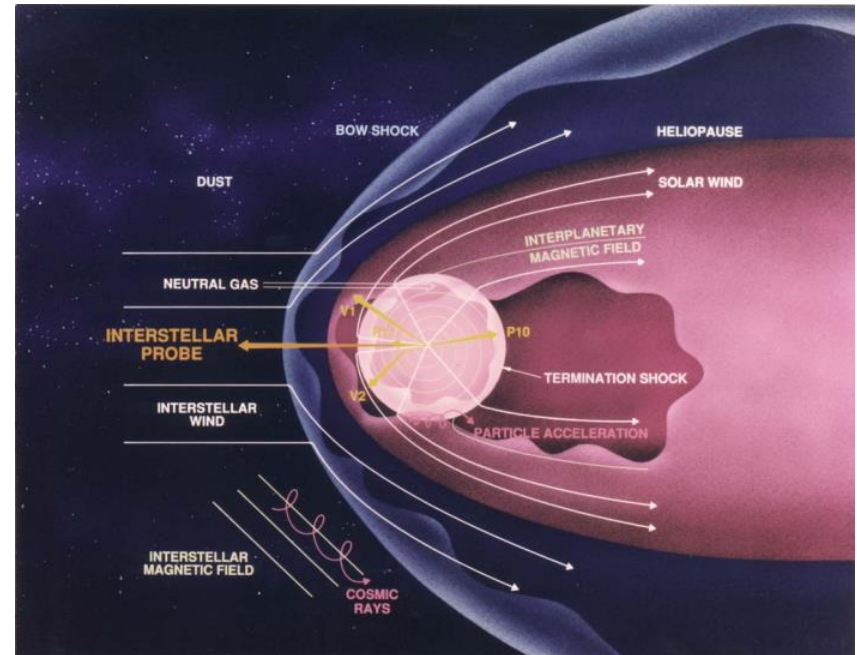 BOW SHOCK
HELIOPAUSE
DUST
SOLAR WIND
INTERPLANETARY
MAGNETIC FIELD
NEUTRAL GAS
V1
P10
INTERSTELLAR
PROBE
TERMINATION SHOCK
V2
INTERSTELLAR
WIND
PARTICLE ACCELERATION
INTERSTELLAR
MAGNETIC FIELD
COSMIC
RAYS